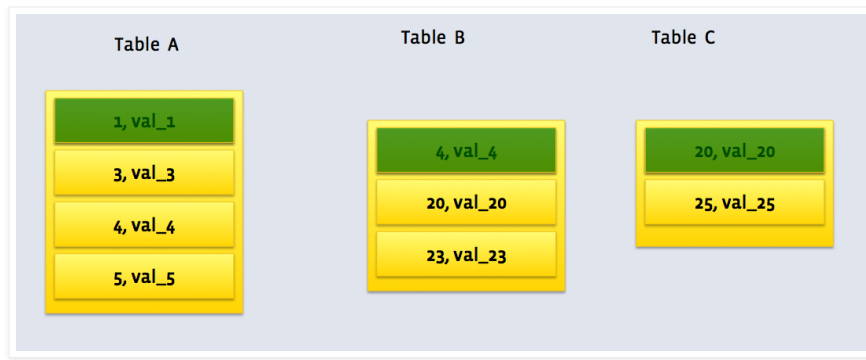 Table A
1, val_1
3, val_3
4, val_4
5, val_5
Table B
4, val_4
20, val_20
23, val_23
Table C
20, val_20
25, val_25